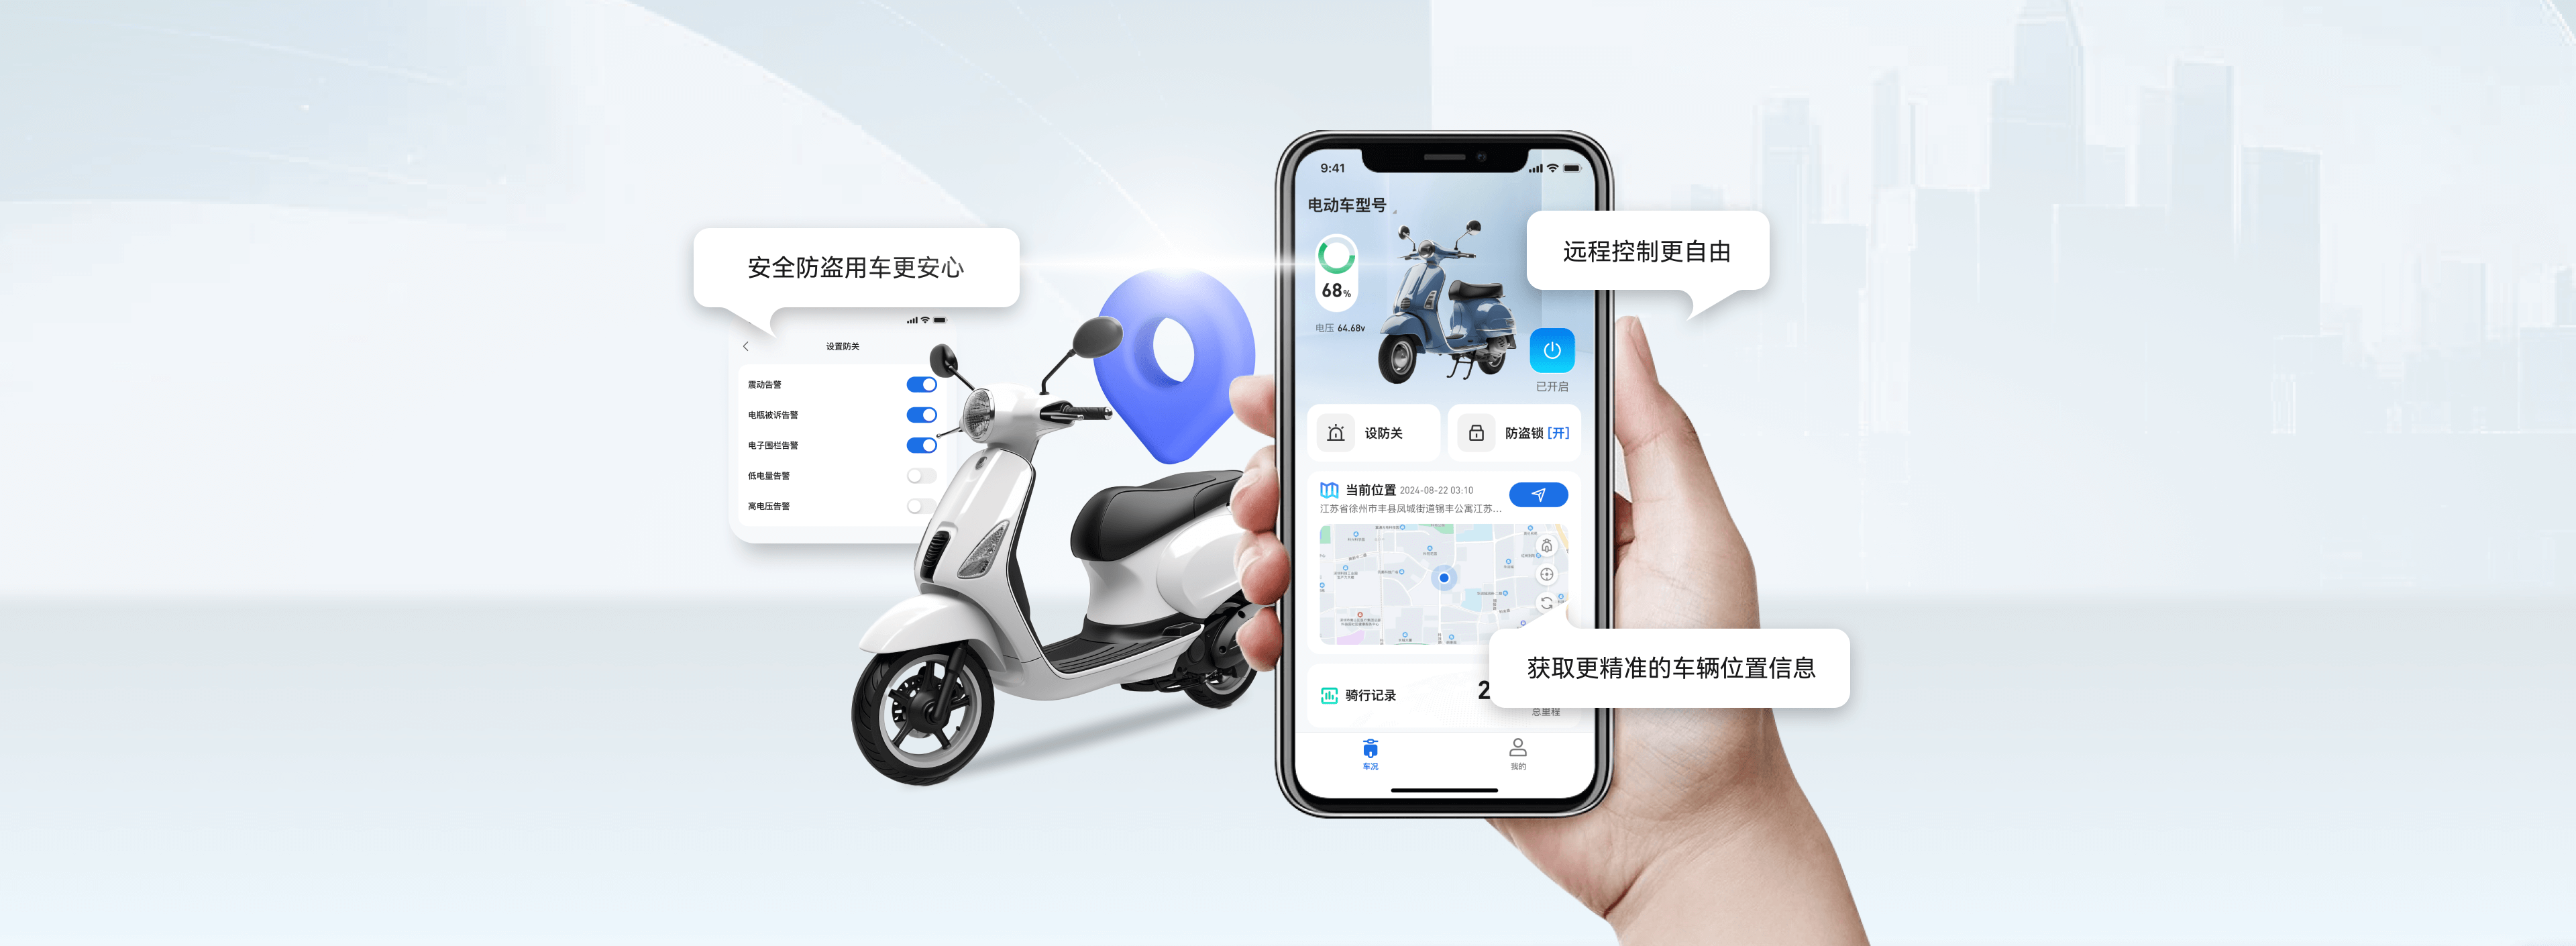 安全防盗用车更安心
设置防关
震动告警
电瓶被诉告警
电子围栏告警
低电量告警
高电压告警
9:41
电动车型号
68%
电压 64.68v
远程控制更自由
已开启
设防关
防盗锁 [开]
当前位置 2024-08-22 03:10
江苏省徐州市丰县凤城街道锡丰公寓江苏...
获取更精准的车辆位置信息
骑行记录
2
总里程
车况
我的